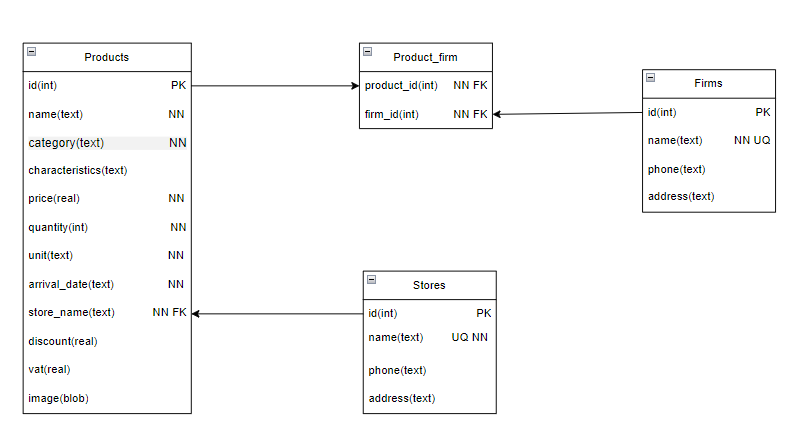 Products
id(int) PK
name(text) NN
category(text) NN
characteristics(text)
price(real) NN
quantity(int) NN
unit(text) NN
arrival_date(text) NN
store_name(text) NN FK
discount(real)
vat(real)
image(blob)
Product_firm
product_id(int) NN FK
firm_id(int) NN FK
Firms
id(int) PK
name(text) NN UQ
phone(text)
address(text)
Stores
id(int) PK
name(text) UQ NN
phone(text)
address(text)